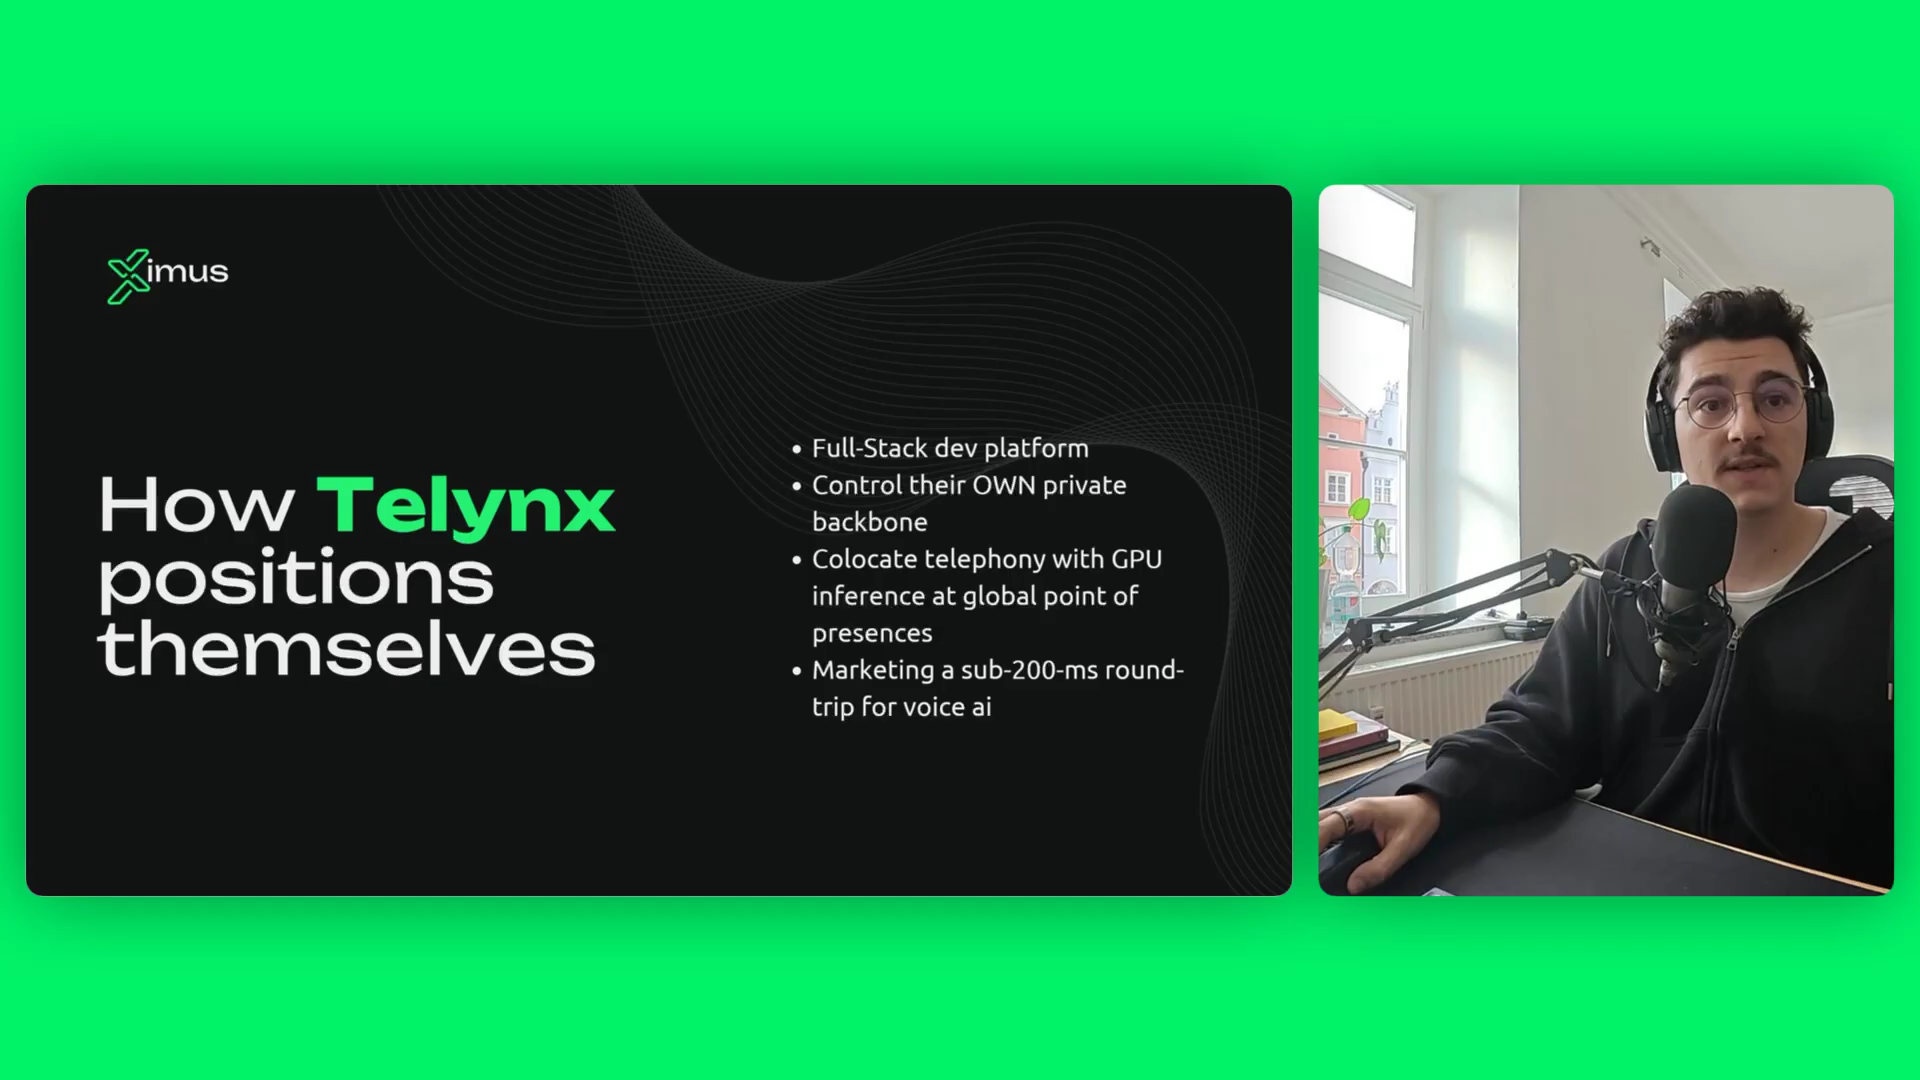 Ximus
How Telynx
positions
themselves
• Full-Stack dev platform
• Control their OWN private
backbone
• Colocate telephony with GPU
inference at global point of
presences
• Marketing a sub-200-ms round-
trip for voice ai